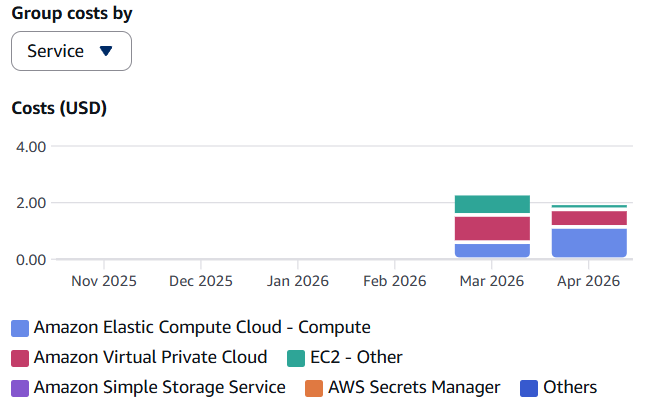 Group costs by
Service
Costs (USD)
4.00
2.00
0.00
Nov 2025 Dec 2025 Jan 2026 Feb 2026 Mar 2026 Apr 2026
Amazon Elastic Compute Cloud - Compute
Amazon Virtual Private Cloud EC2 - Other
Amazon Simple Storage Service AWS Secrets Manager Others